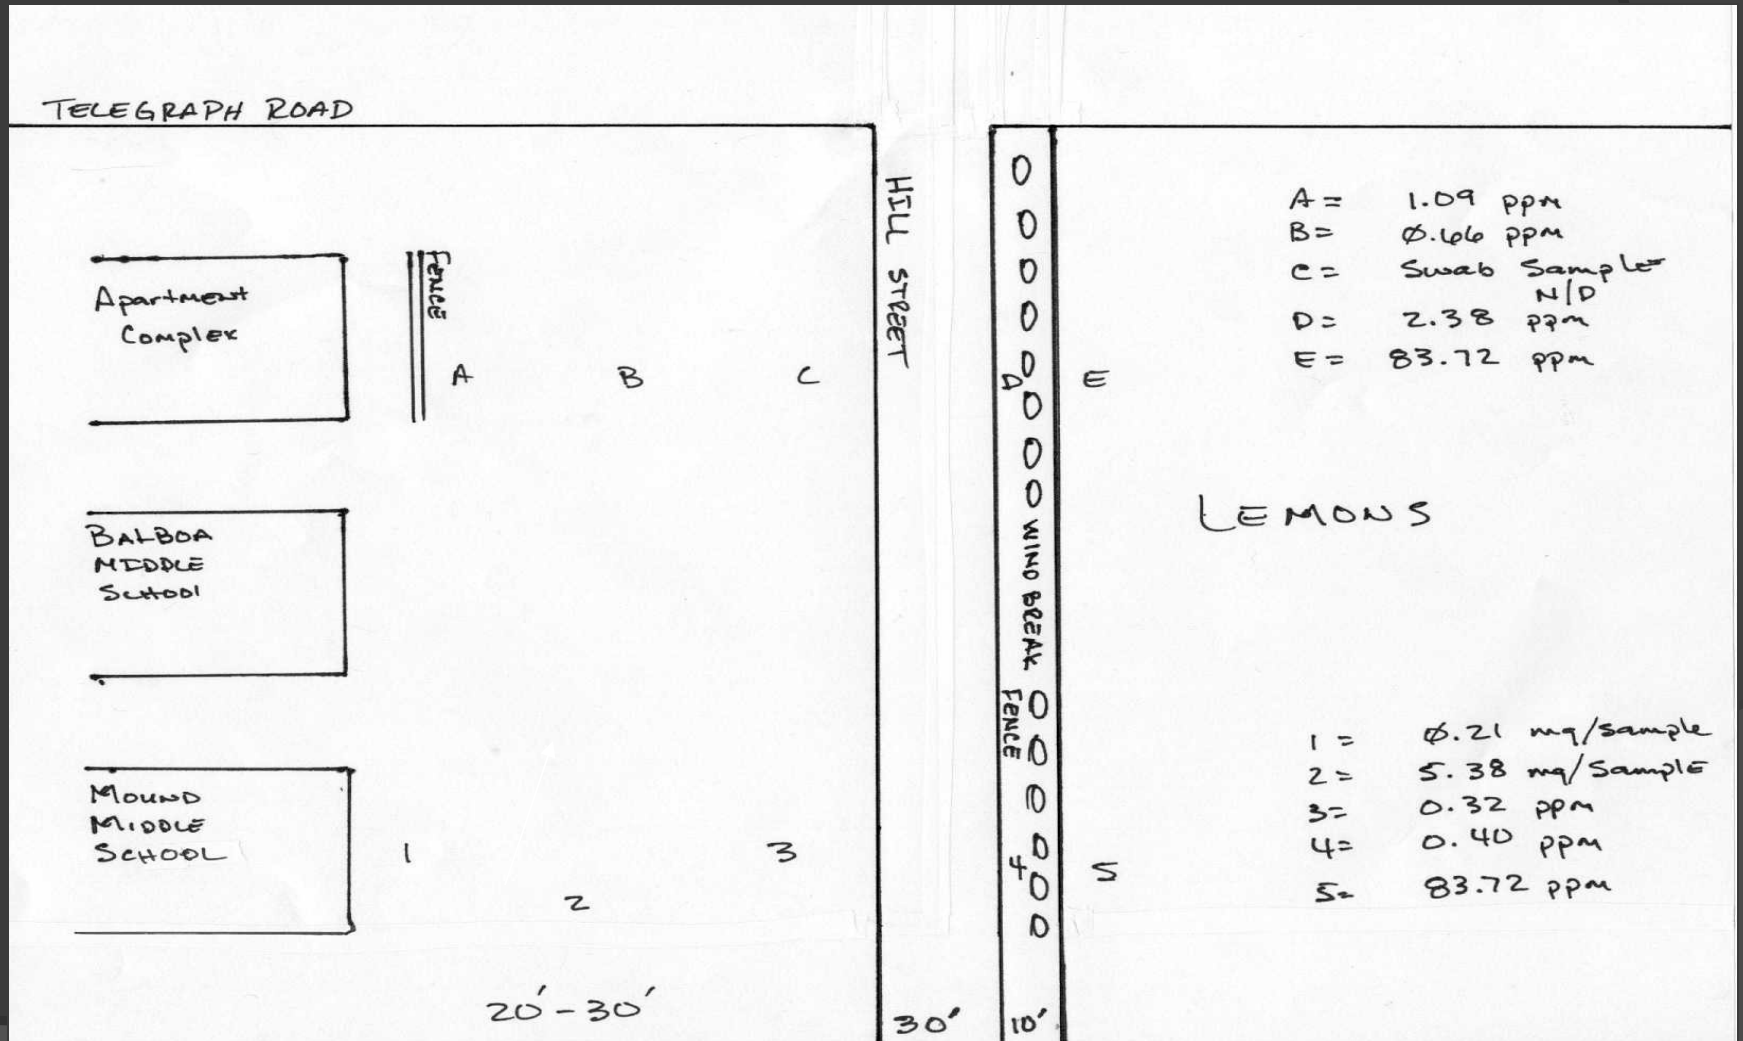 TELEGRAPH ROAD
HILL STREET
Apartment
Complex
FENCE
A
B
C
D
E
A = 1.09 ppm
B = Ø.66 ppm
C = Swab Sample
N/D
D = 2.38 ppm
E = 83.72 ppm
LEMONS
WIND BREAK
BALBOA
MIDDLE
SCHOOL
FENCE
MOUND
MIDDLE
SCHOOL
1
2
3
4
5
1 = Ø.21 mg/sample
2 = 5.38 mg/Sample
3 = 0.32 ppm
4 = 0.40 ppm
5 = 83.72 ppm
20' - 30'
30'
10'